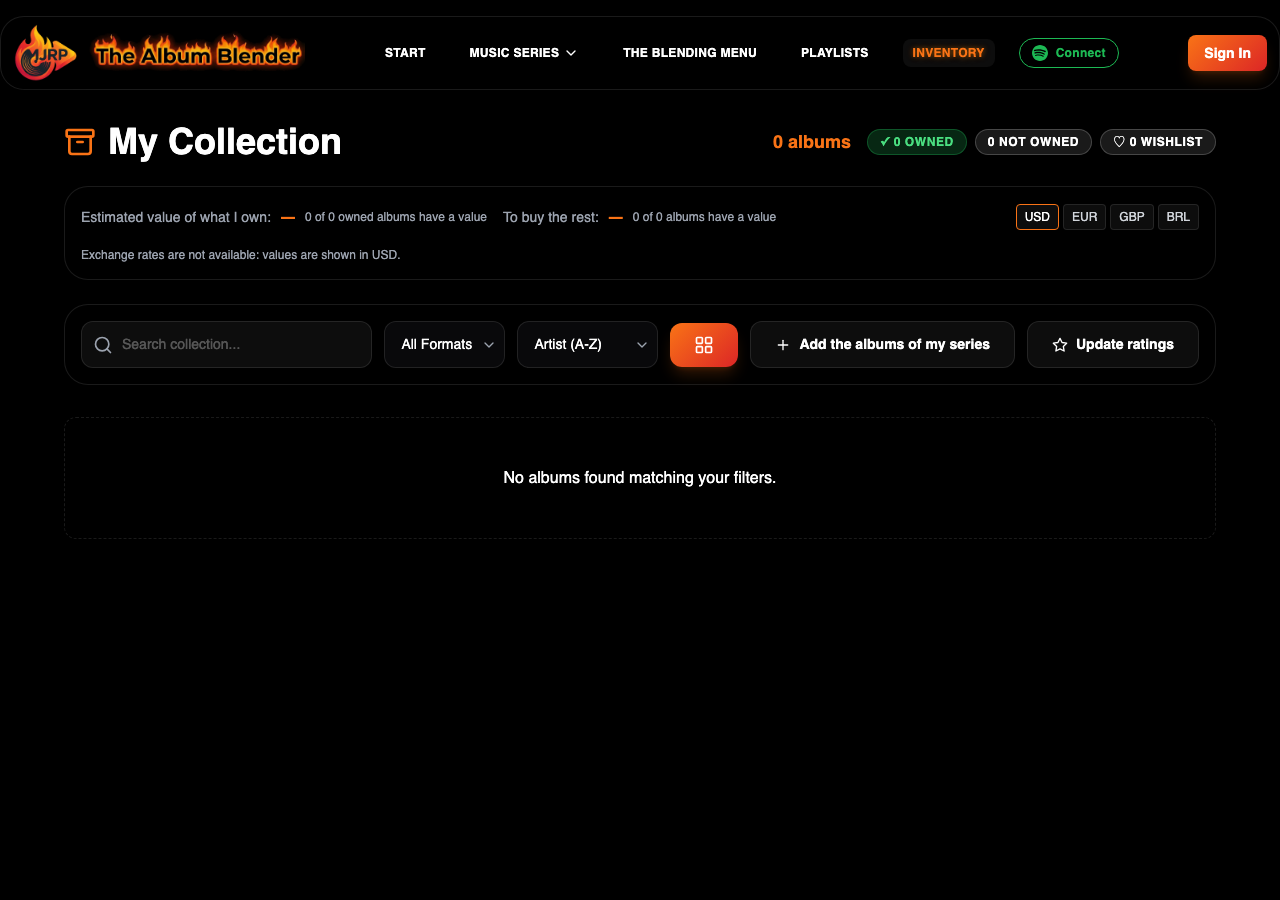 MJRP The Album Blender START MUSIC SERIES THE BLENDING MENU PLAYLISTS INVENTORY Connect Sign In
My Collection 0 albums ✓ 0 OWNED 0 NOT OWNED ♡ 0 WISHLIST
Estimated value of what I own: — 0 of 0 owned albums have a value To buy the rest: — 0 of 0 albums have a value USD EUR GBP BRL
Exchange rates are not available: values are shown in USD.
Search collection... All Formats Artist (A-Z) + Add the albums of my series Update ratings
No albums found matching your filters.